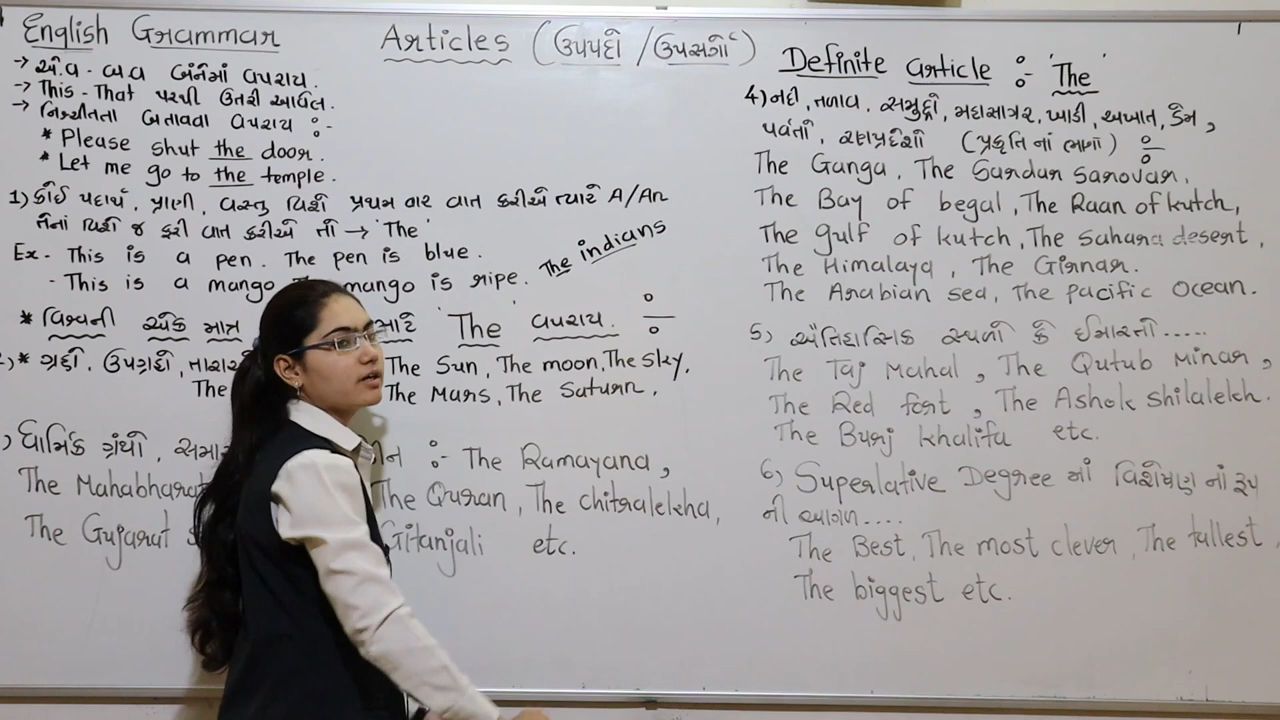 English Grammar
Articles (ઉપપદો / ઉપસર્ગો)
Definite article :- 'The'
→ એ.વ - બ.વ બંનેમાં વપરાય.
→ This - That પરથી ઉતરી આવેલ.
→ નિશ્ચીતતા બતાવવા વપરાય :-
* Please shut the door.
* Let me go to the temple.
1) કોઈ પદાર્થ, પ્રાણી, વસ્તુ વિશે પ્રથમ વાર વાત કરીએ ત્યારે A/An
તેનાં વિશે જ ફરી વાત કરીએ તો → 'The'
Ex - This is a pen. The pen is blue.
- This is a mango mango is ripe.
The indians
* વિશ્વની એક માત્ર માટે 'The' વપરાય. :-
* ગ્રહો, ઉપગ્રહો, The Sun, The moon, The sky,
The The Mars, The Saturn,
) ધાર્મિક ગ્રંથો, :- The Ramayana,
The Mahabharat The Quran, The chitralekha,
The Gujarat Gitanjali etc.
4) નદી, તળાવ, સમુદ્રો, મહાસાગર, ખાડી, અખાત, ડેમ,
પર્વતો, રણપ્રદેશો (પ્રકૃતિ નાં ભાગો) :-
The Ganga, The Sardar Sarovar,
The Bay of begal, The Raan of kutch,
The gulf of kutch, The Sahara desert,
The Himalaya, The Girnar.
The Arabian sea, The pacific Ocean.
5) ઐતિહાસિક સ્થળો કે ઈમારતો.....
The Taj Mahal, The Qutub Minar,
The Red fort, The Ashok shilalekh.
The Burj khalifa etc.
6) Superlative Degree માં વિશેષણ નાં રૂપ
ની આગળ....
The Best, The most clever, The tallest,
The biggest etc.